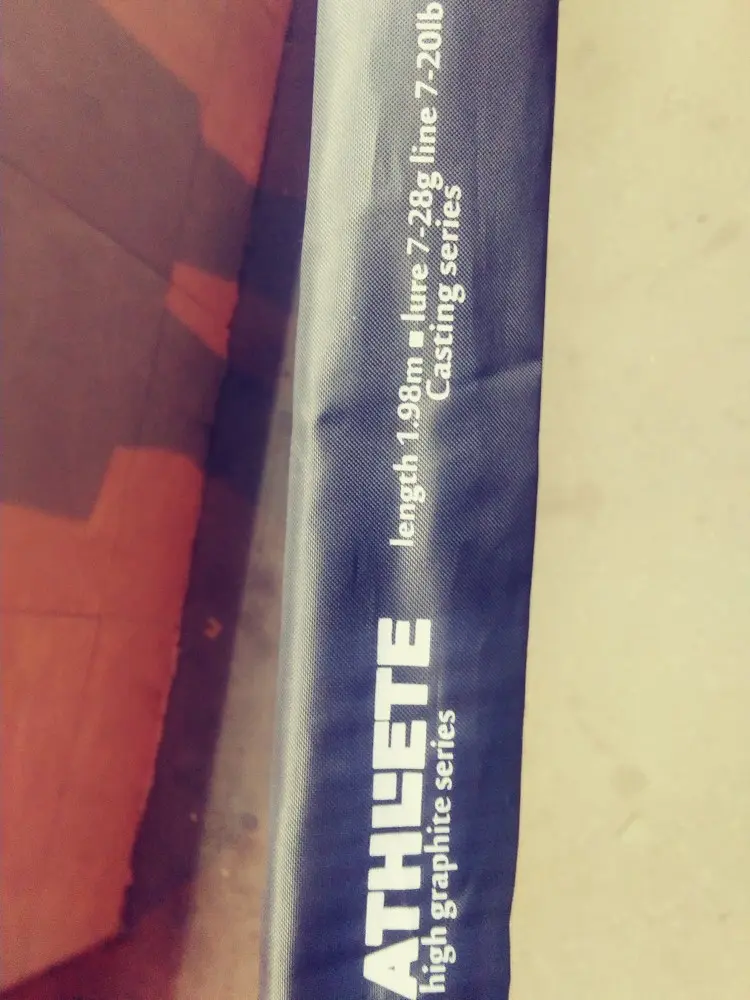 ATHLETE
high graphite series
length 1.98m ▪ lure 7-28g line 7-20lb
Casting series